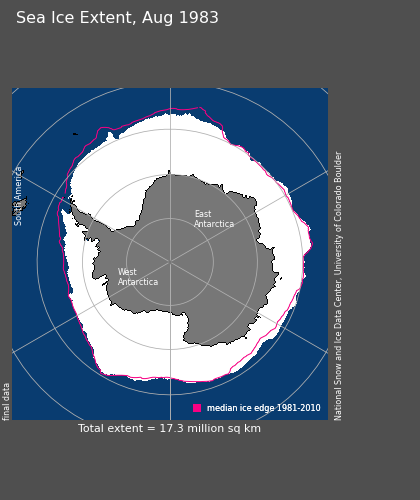 Sea Ice Extent, Aug 1983
South America
East
Antarctica
West
Antarctica
median ice edge 1981-2010
final data
National Snow and Ice Data Center, University of Colorado Boulder
Total extent = 17.3 million sq km